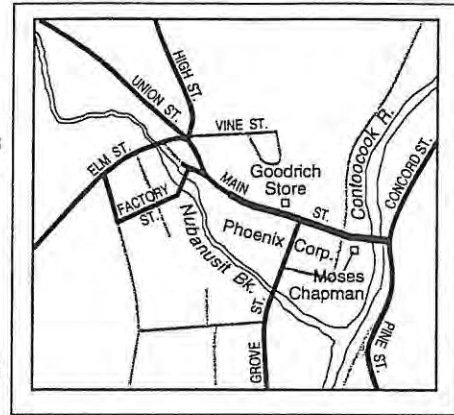 HIGH ST.
UNION ST.
VINE ST.
ELM ST.
Goodrich
Store
MAIN
ST.
FACTORY
ST.
Contoocook R.
CONCORD ST.
Phoenix
Corp.
Nubanusit Bk.
Moses
Chapman
GROVE
ST.
PINE ST.